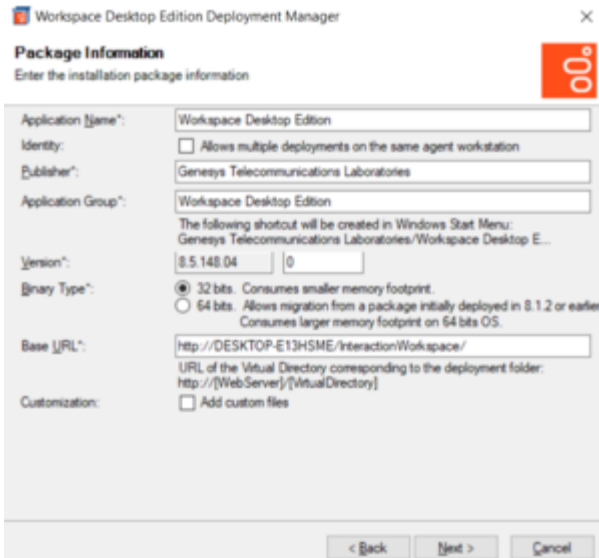 Workspace Desktop Edition Deployment Manager
Package Information
Enter the installation package information
Application Name*: Workspace Desktop Edition
Identity: Allows multiple deployments on the same agent workstation
Publisher*: Genesys Telecommunications Laboratories
Application Group*: Workspace Desktop Edition
The following shortcut will be created in Windows Start Menu:
Genesys Telecommunications Laboratories/Workspace Desktop E...
Version*: 8.5.148.04 0
Binary Type*: 32 bits. Consumes smaller memory footprint.
64 bits. Allows migration from a package initially deployed in 8.1.2 or earlier
Consumes larger memory footprint on 64 bits OS.
Base URL*: http://DESKTOP-E13HSME/InteractionWorkspace/
URL of the Virtual Directory corresponding to the deployment folder:
http://[WebServer]/[VirtualDirectory]
Customization: Add custom files
< Back Next > Cancel